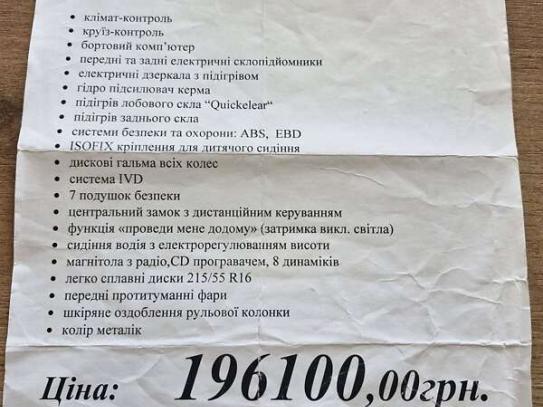 • клімат-контроль
• круїз-контроль
• бортовий комп’ютер
• передні та задні електричні склопідйомники
• електричні дзеркала з підігрівом
• гідро підсилювач керма
• підігрів лобового скла “Quickelear“
• підігрів заднього скла
• системи безпеки та охорони: ABS, EBD
• ISOFIX кріплення для дитячого сидіння
• дискові гальма всіх колес
• система IVD
• 7 подушок безпеки
• центральний замок з дистанційним керуванням
• функція «проведи мене додому» (затримка викл. світла)
• сидіння водія з електрорегулюванням висоти
• магнітола з радіо,CD програвачем, 8 динаміків
• легко сплавні диски 215/55 R16
• передні протитуманні фари
• шкіряне оздоблення рульової колонки
• колір металік
Ціна: 196100,00грн.